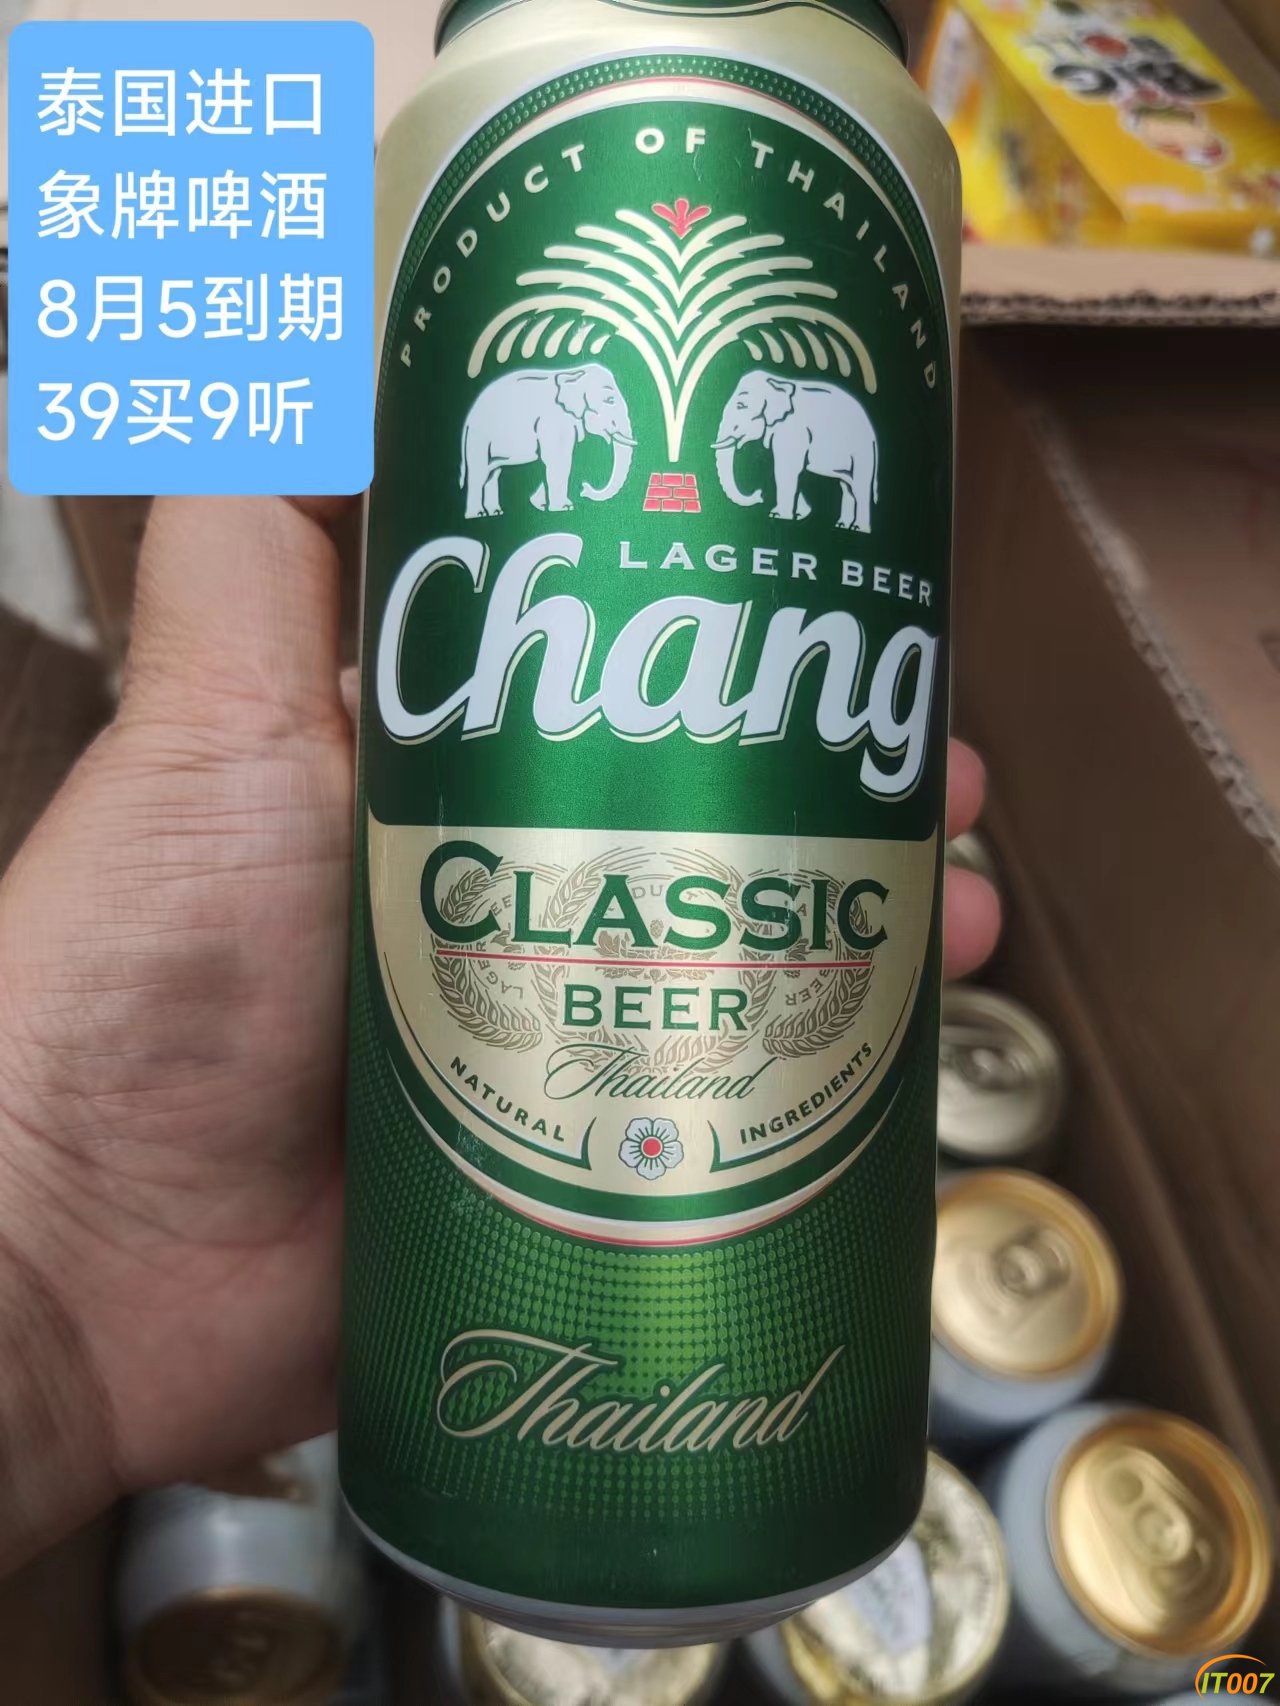 泰国进口
象牌啤酒
8月5到期
39买9听
PRODUCT OF THAILAND
LAGER BEER
Chang
CLASSIC
BEER
Thailand
NATURAL INGREDIENTS
Thailand
BIG
IT007